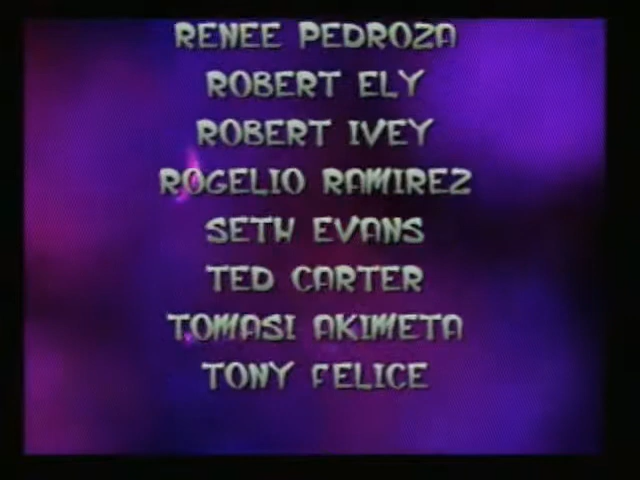 RENEE PEDROZA
ROBERT ELY
ROBERT IVEY
ROGELIO RAMIREZ
SETH EVANS
TED CARTER
TOMASI AKIMETA
TONY FELICE